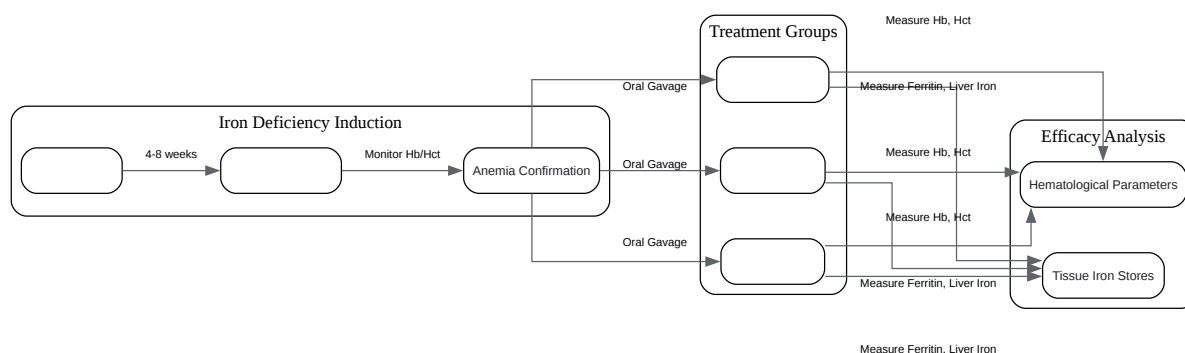 Measure Hb, Hct
Treatment Groups
Oral Gavage
Measure Ferritin, Liver Iron
Iron Deficiency Induction
Efficacy Analysis
4-8 weeks
Monitor Hb/Hct
Anemia Confirmation
Oral Gavage
Measure Hb, Hct
Hematological Parameters
Measure Hb, Hct
Oral Gavage
Tissue Iron Stores
Measure Ferritin, Liver Iron
Measure Ferritin, Liver Iron